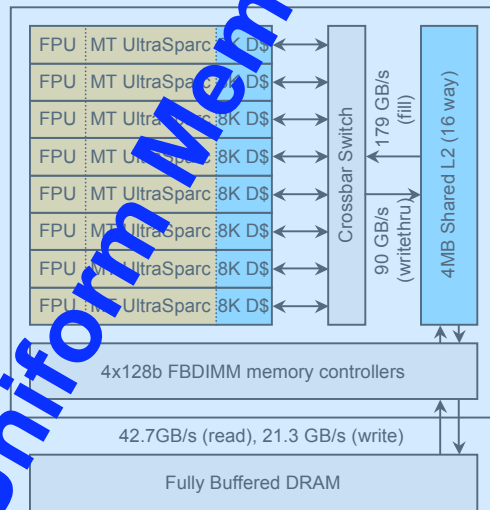 FPU MT UltraSparc 8K D$
FPU MT UltraSparc 8K D$
FPU MT UltraSparc 8K D$
FPU MT UltraSparc 8K D$
FPU MT UltraSparc 8K D$
FPU MT UltraSparc 8K D$
FPU MT UltraSparc 8K D$
FPU MT UltraSparc 8K D$
Crossbar Switch
179 GB/s
(fill)
90 GB/s
(writethru)
4MB Shared L2 (16 way)
4x128b FBDIMM memory controllers
42.7GB/s (read), 21.3 GB/s (write)
Fully Buffered DRAM
niform Mem